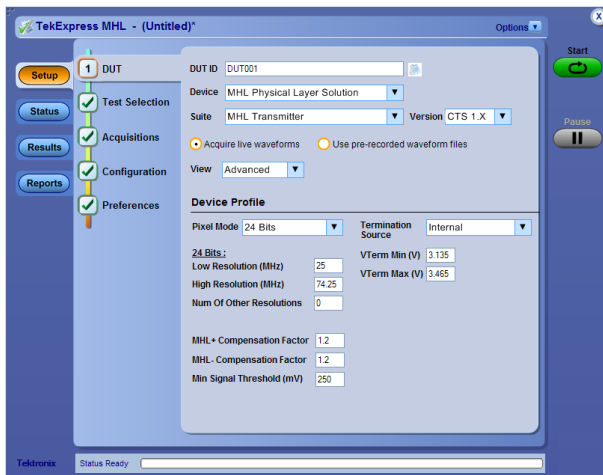 TekExpress MHL - (Untitled)*
Options
x
Start
Setup
1 DUT
DUT ID DUT001
Device MHL Physical Layer Solution
Status
Test Selection
Suite MHL Transmitter
Version CTS 1.X
Pause
Results
Acquisitions
Acquire live waveforms
Use pre-recorded waveform files
Reports
Configuration
View Advanced
Preferences
Device Profile
Pixel Mode 24 Bits
Termination Source Internal
24 Bits :
VTerm Min (V) 3.135
Low Resolution (MHz) 25
VTerm Max (V) 3.465
High Resolution (MHz) 74.25
Num Of Other Resolutions 0
MHL+ Compensation Factor 1.2
MHL- Compensation Factor 1.2
Min Signal Threshold (mV) 250
Tektronix
Status Ready